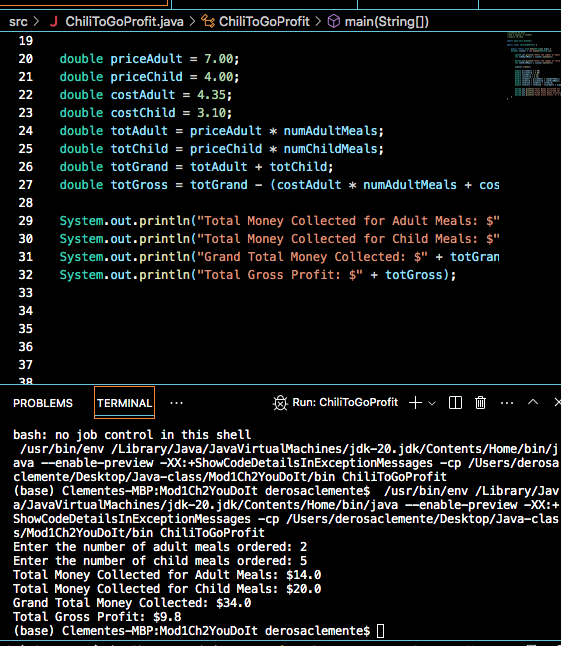 src > J ChiliToGoProfit.java > ChiliToGoProfit > main(String[])
19
20 double priceAdult = 7.00;
21 double priceChild = 4.00;
22 double costAdult = 4.35;
23 double costChild = 3.10;
24 double totAdult = priceAdult * numAdultMeals;
25 double totChild = priceChild * numChildMeals;
26 double totGrand = totAdult + totChild;
27 double totGross = totGrand - (costAdult * numAdultMeals + cos
28
29 System.out.println("Total Money Collected for Adult Meals: $"
30 System.out.println("Total Money Collected for Child Meals: $"
31 System.out.println("Grand Total Money Collected: $" + totGran
32 System.out.println("Total Gross Profit: $" + totGross);
33
34
35
36
37
38
PROBLEMS TERMINAL ... Run: ChiliToGoProfit
bash: no job control in this shell
/usr/bin/env /Library/Java/JavaVirtualMachines/jdk-20.jdk/Contents/Home/bin/j
ava --enable-preview -XX:+ShowCodeDetailsInExceptionMessages -cp /Users/derosa
clemente/Desktop/Java-class/Mod1Ch2YouDoIt/bin ChiliToGoProfit
(base) Clementes-MBP:Mod1Ch2YouDoIt derosaclemente$  /usr/bin/env /Library/Jav
a/JavaVirtualMachines/jdk-20.jdk/Contents/Home/bin/java --enable-preview -XX:+
ShowCodeDetailsInExceptionMessages -cp /Users/derosaclemente/Desktop/Java-clas
s/Mod1Ch2YouDoIt/bin ChiliToGoProfit
Enter the number of adult meals ordered: 2
Enter the number of child meals ordered: 5
Total Money Collected for Adult Meals: $14.0
Total Money Collected for Child Meals: $20.0
Grand Total Money Collected: $34.0
Total Gross Profit: $9.8
(base) Clementes-MBP:Mod1Ch2YouDoIt derosaclemente$